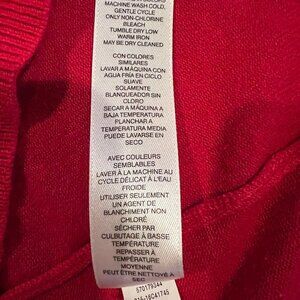 MACHINE WASH COLD,
GENTLE CYCLE
ONLY NON-CHLORINE
BLEACH
TUMBLE DRY LOW
WARM IRON
MAY BE DRY CLEANED
CON COLORES
SIMILARES
LAVAR A MÁQUINA CON
AGUA FRÍA EN CICLO
SUAVE
SOLAMENTE
BLANQUEADOR SIN
CLORO
SECAR A MÁQUINA A
BAJA TEMPERATURA
PLANCHAR A
TEMPERATURA MEDIA
PUEDE LAVARSE EN
SECO
AVEC COULEURS
SEMBLABLES
LAVER À LA MACHINE AU
CYCLE DÉLICAT À L'EAU
FROIDE
UTILISER SEULEMENT
UN AGENT DE
BLANCHIMENT NON
CHLORÉ
SÉCHER PAR
CULBUTAGE À BASSE
TEMPÉRATURE
REPASSER À
TEMPÉRATURE
MOYENNE
PEUT ÊTRE NETTOYÉ À
SEC
570179344